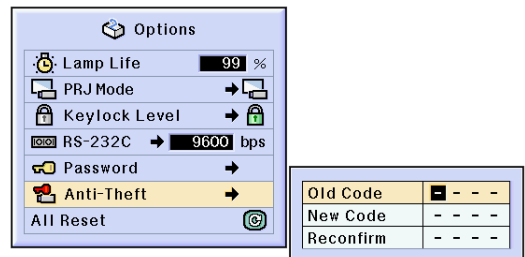 Options
Lamp Life 99 %
PRJ Mode
Keylock Level
RS-232C 9600 bps
Password
Anti-Theft
All Reset
Old Code - - - -
New Code - - - -
Reconfirm - - - -